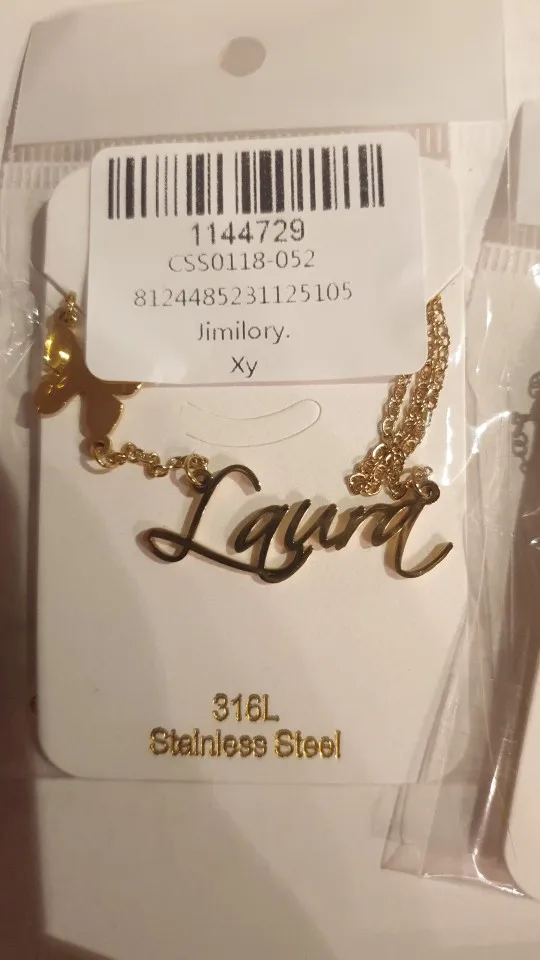 1144729
CSS0118-052
8124485231125105
Jimilory.
Xy
Laura
316L
Stainless Steel